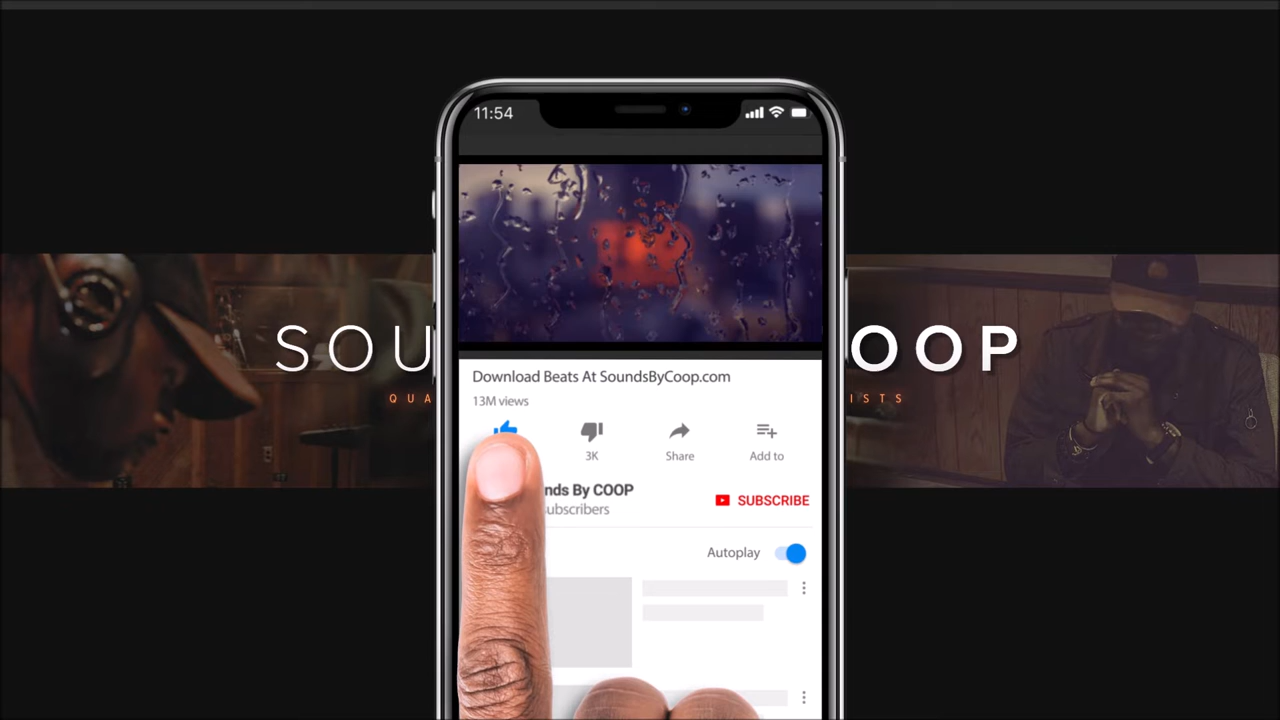 11:54
SOU
OOP
QUA
ISTS
Download Beats At SoundsByCoop.com
13M views
3K
Share
Add to
nds By COOP
SUBSCRIBE
ubscribers
Autoplay